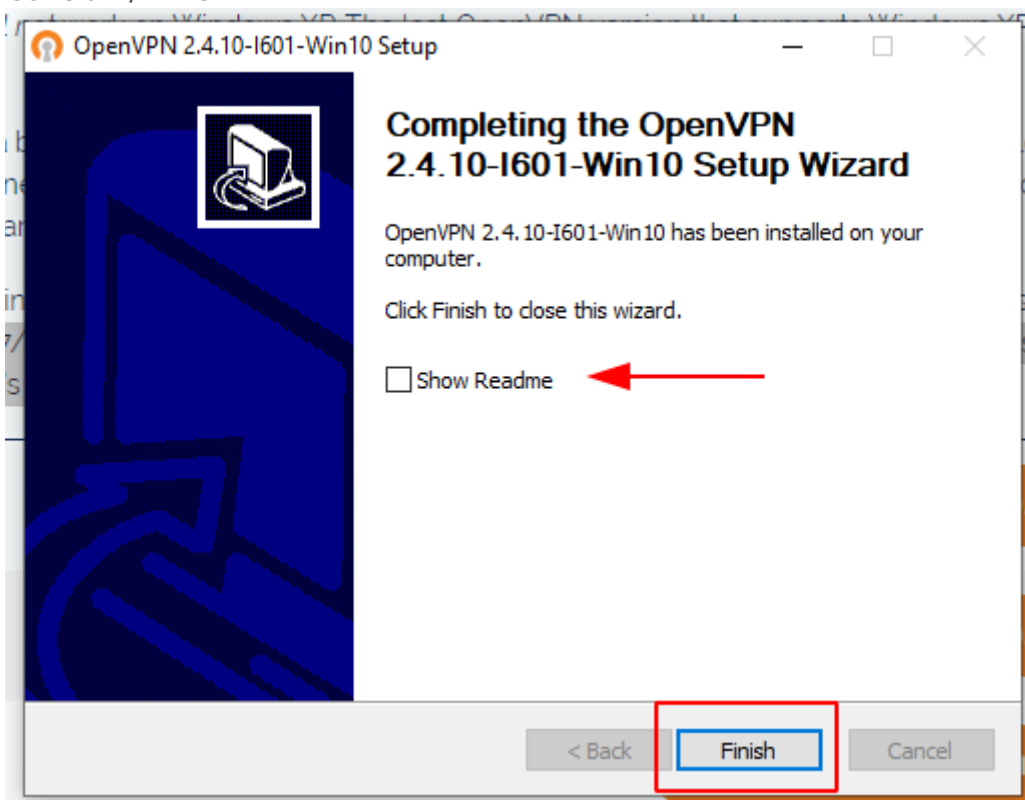 OpenVPN 2.4.10-I601-Win10 Setup
Completing the OpenVPN
2.4.10-I601-Win10 Setup Wizard
OpenVPN 2.4.10-I601-Win10 has been installed on your
computer.
Click Finish to close this wizard.
Show Readme
< Back
Finish
Cancel